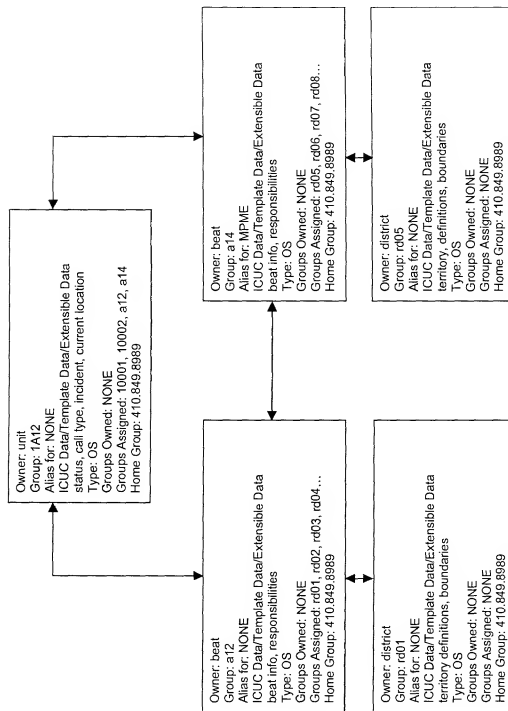 Owner: unit
Group: 1A12
Alias for: NONE
ICUC Data/Template Data/Extensible Data
status, call type, incident, current location
Type: OS
Groups Owned: NONE
Groups Assigned: 10001, 10002, a12, a14
Home Group: 410.849.8989
Owner: beat
Group: a12
Alias for: NONE
ICUC Data/Template Data/Extensible Data
beat info, responsibilities
Type: OS
Groups Owned: NONE
Groups Assigned: rd01, rd02, rd03, rd04...
Home Group: 410.849.8989
Owner: beat
Group: a14
Alias for: MPME
ICUC Data/Template Data/Extensible Data
beat info, responsibilities
Type: OS
Groups Owned: NONE
Groups Assigned: rd05, rd06, rd07, rd08...
Home Group: 410.849.8989
Owner: district
Group: rd01
Alias for: NONE
ICUC Data/Template Data/Extensible Data
territory definitions, boundaries
Type: OS
Groups Owned: NONE
Groups Assigned: NONE
Home Group: 410.849.8989
Owner: district
Group: rd05
Alias for: NONE
ICUC Data/Template Data/Extensible Data
territory, definitions, boundaries
Type: OS
Groups Owned: NONE
Groups Assigned: NONE
Home Group: 410.849.8989